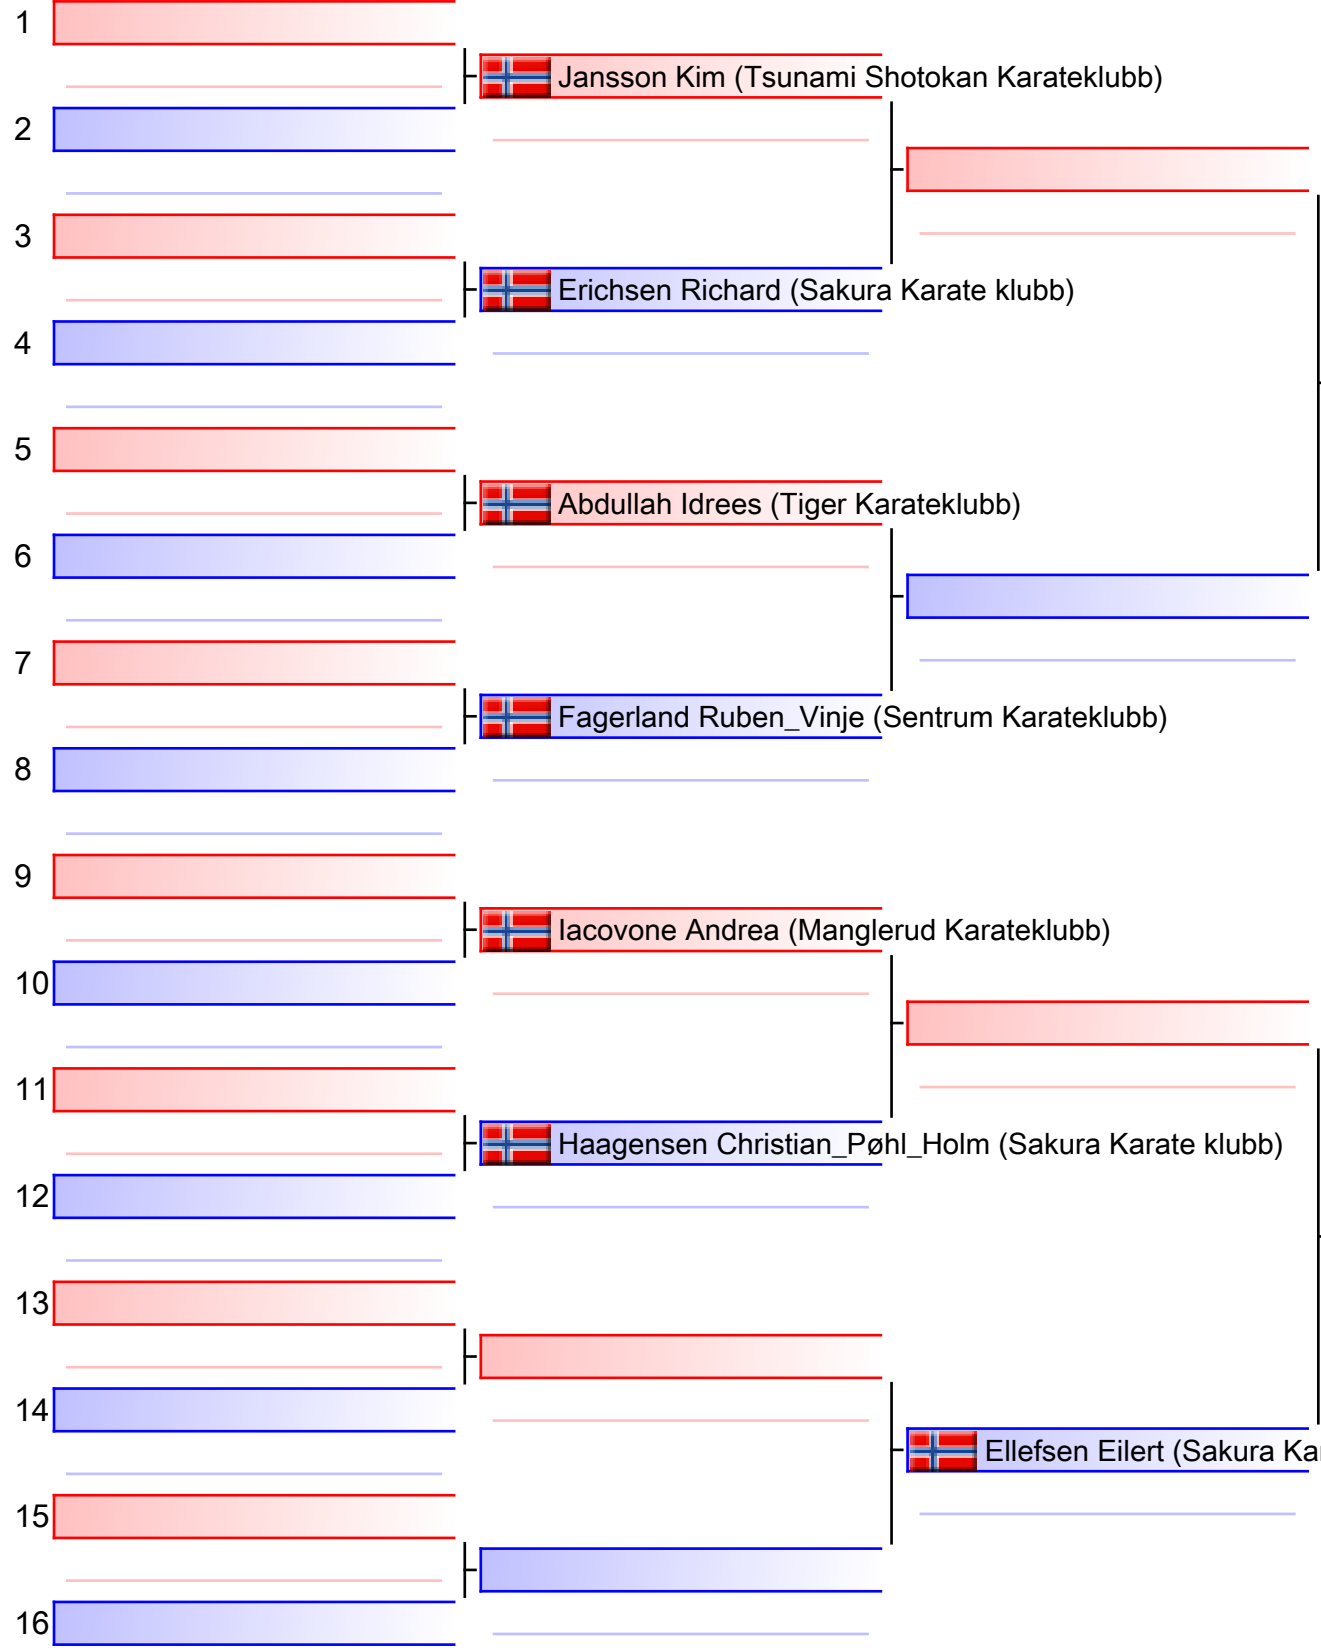 1
Jansson Kim (Tsunami Shotokan Karateklubb)
2
3
Erichsen Richard (Sakura Karate klubb)
4
5
Abdullah Idrees (Tiger Karateklubb)
6
7
Fagerland Ruben_Vinje (Sentrum Karateklubb)
8
9
Iacovone Andrea (Manglerud Karateklubb)
10
11
Haagensen Christian_Pøhl_Holm (Sakura Karate klubb)
12
13
14
Ellefsen Eilert (Sakura
15
16